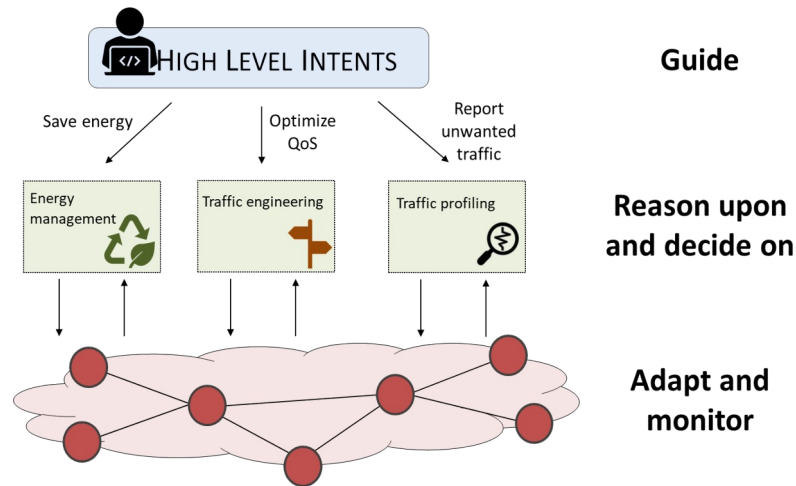 </> HIGH LEVEL INTENTS
Guide
Save energy
Optimize
QoS
Report
unwanted
traffic
Energy
management
Traffic engineering
Traffic profiling
Reason upon
and decide on
Adapt and
monitor